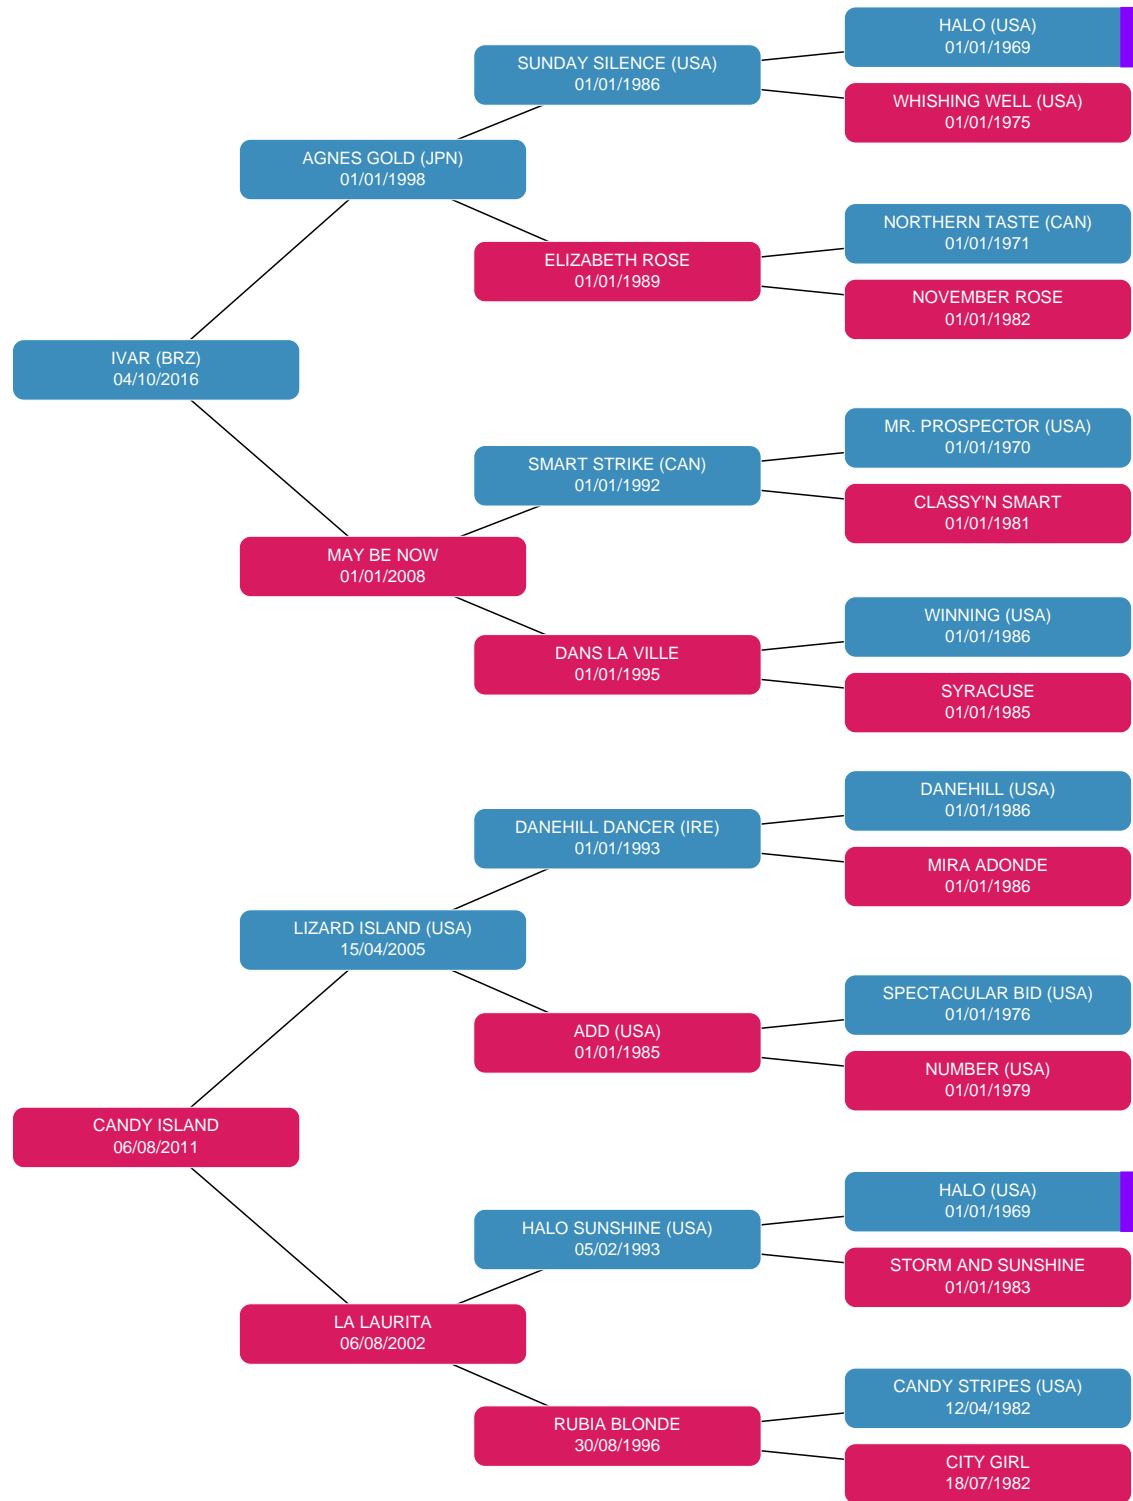 HALO (USA)
01/01/1969
SUNDAY SILENCE (USA)
01/01/1986
WHISHING WELL (USA)
01/01/1975
AGNES GOLD (JPN)
01/01/1998
NORTHERN TASTE (CAN)
01/01/1971
ELIZABETH ROSE
01/01/1989
NOVEMBER ROSE
01/01/1982
IVAR (BRZ)
04/10/2016
MR. PROSPECTOR (USA)
01/01/1970
SMART STRIKE (CAN)
01/01/1992
CLASSY'N SMART
01/01/1981
MAY BE NOW
01/01/2008
WINNING (USA)
01/01/1986
DANS LA VILLE
01/01/1995
SYRACUSE
01/01/1985
DANEHILL (USA)
01/01/1986
DANEHILL DANCER (IRE)
01/01/1993
MIRA ADONDE
01/01/1986
LIZARD ISLAND (USA)
15/04/2005
SPECTACULAR BID (USA)
01/01/1976
ADD (USA)
01/01/1985
NUMBER (USA)
01/01/1979
CANDY ISLAND
06/08/2011
HALO (USA)
01/01/1969
HALO SUNSHINE (USA)
05/02/1993
STORM AND SUNSHINE
01/01/1983
LA LAURITA
06/08/2002
CANDY STRIPES (USA)
12/04/1982
RUBIA BLONDE
30/08/1996
CITY GIRL
18/07/1982